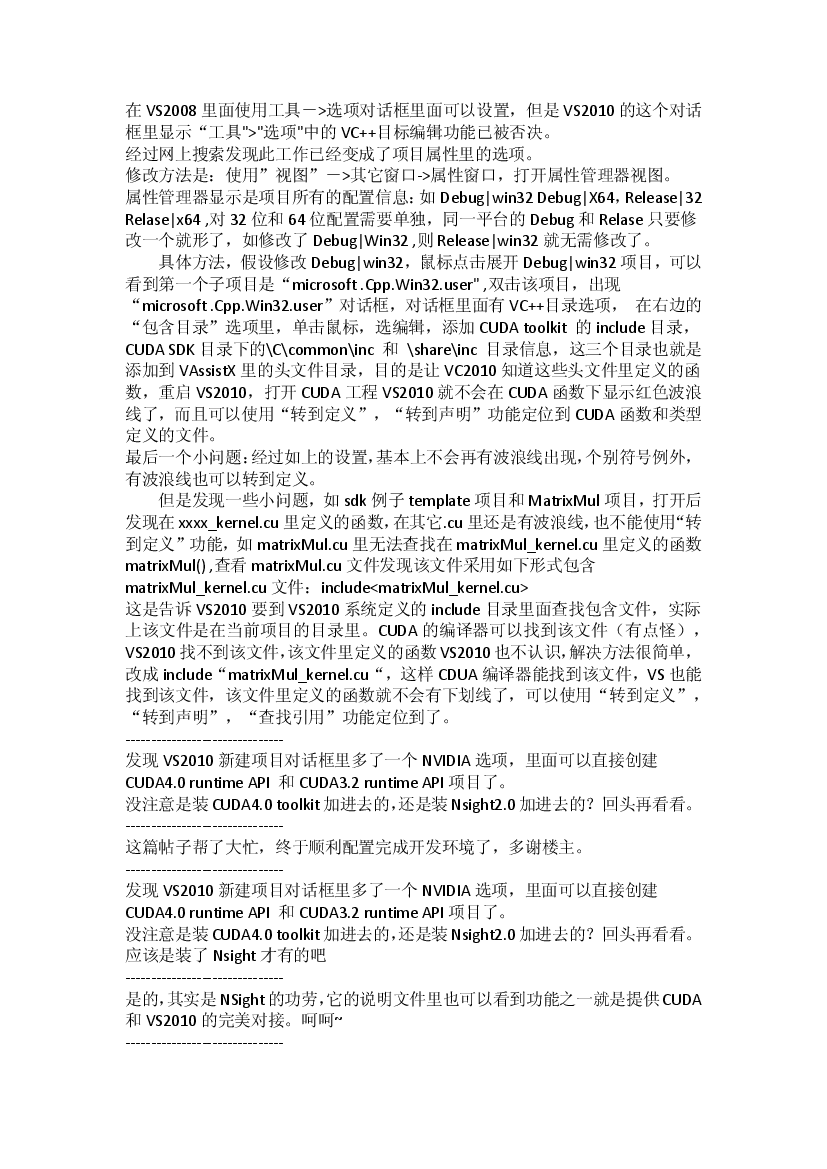 在 VS2008 里面使用工具－>选项对话框里面可以设置，但是 VS2010 的这个对话
框里显示“工具">"选项"中的 VC++目标编辑功能已被否决。
经过网上搜索发现此工作已经变成了项目属性里的选项。
修改方法是：使用”视图”－>其它窗口->属性窗口，打开属性管理器视图。
属性管理器显示是项目所有的配置信息：如 Debug|win32 Debug|X64，Release|32
Relase|x64 ,对 32 位和 64 位配置需要单独，同一平台的 Debug 和 Relase 只要修
改一个就形了，如修改了 Debug|Win32 ,则 Release|win32 就无需修改了。
具体方法，假设修改 Debug|win32，鼠标点击展开 Debug|win32 项目，可以
看到第一个子项目是“microsoft .Cpp.Win32.user" ,双击该项目，出现
“microsoft .Cpp.Win32.user”对话框，对话框里面有 VC++目录选项， 在右边的
“包含目录”选项里，单击鼠标，选编辑，添加 CUDA toolkit 的 include 目录，
CUDA SDK 目录下的\C\common\inc 和 \share\inc 目录信息，这三个目录也就是
添加到 VAssistX 里的头文件目录，目的是让 VC2010 知道这些头文件里定义的函
数，重启 VS2010，打开 CUDA 工程 VS2010 就不会在 CUDA 函数下显示红色波浪
线了，而且可以使用“转到定义”，“转到声明”功能定位到 CUDA 函数和类型
定义的文件。
最后一个小问题：经过如上的设置，基本上不会再有波浪线出现，个别符号例外，
有波浪线也可以转到定义。
但是发现一些小问题，如 sdk 例子 template 项目和 MatrixMul 项目，打开后
发现在 xxxx_kernel.cu 里定义的函数，在其它.cu 里还是有波浪线，也不能使用“转
到定义”功能，如 matrixMul.cu 里无法查找在 matrixMul_kernel.cu 里定义的函数
matrixMul() ,查看 matrixMul.cu 文件发现该文件采用如下形式包含
matrixMul_kernel.cu 文件：include<matrixMul_kernel.cu>
这是告诉 VS2010 要到 VS2010 系统定义的 include 目录里面查找包含文件，实际
上该文件是在当前项目的目录里。CUDA 的编译器可以找到该文件（有点怪），
VS2010 找不到该文件，该文件里定义的函数 VS2010 也不认识，解决方法很简单，
改成 include“matrixMul_kernel.cu“，这样 CDUA 编译器能找到该文件，VS 也能
找到该文件，该文件里定义的函数就不会有下划线了，可以使用“转到定义”，
“转到声明”，“查找引用”功能定位到了。
-------------------------------
发现 VS2010 新建项目对话框里多了一个 NVIDIA 选项，里面可以直接创建
CUDA4.0 runtime API 和 CUDA3.2 runtime API 项目了。
没注意是装 CUDA4.0 toolkit 加进去的，还是装 Nsight2.0 加进去的？回头再看看。
-------------------------------
这篇帖子帮了大忙，终于顺利配置完成开发环境了，多谢楼主。
-------------------------------
发现 VS2010 新建项目对话框里多了一个 NVIDIA 选项，里面可以直接创建
CUDA4.0 runtime API 和 CUDA3.2 runtime API 项目了。
没注意是装 CUDA4.0 toolkit 加进去的，还是装 Nsight2.0 加进去的？回头再看看。
应该是装了 Nsight 才有的吧
-------------------------------
是的，其实是 NSight 的功劳，它的说明文件里也可以看到功能之一就是提供 CUDA
和 VS2010 的完美对接。呵呵~
-------------------------------